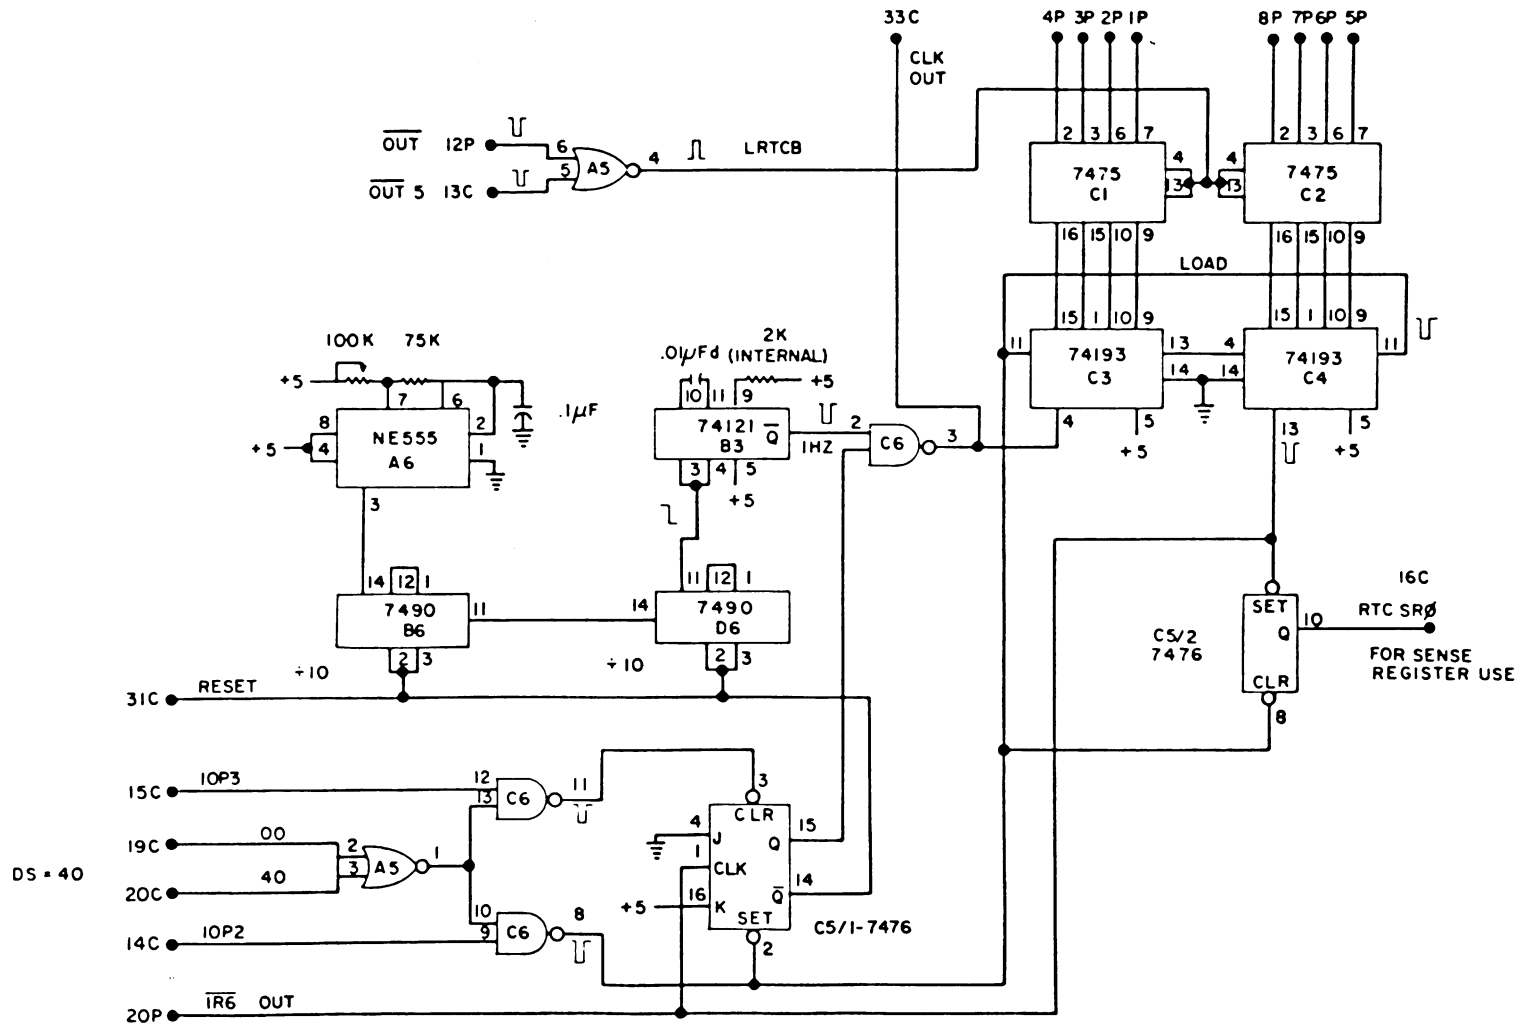 33C
CLK
OUT
4P 3P 2P 1P
8P 7P 6P 5P
OUT 12P
OUT 5 13C
6
5
A5
4
LRTCB
2 3 6 7
7475
C1
4
13
16 15 10 9
2 3 6 7
7475
C2
4
13
16 15 10 9
LOAD
15 1 10 9
11
74193
C3
13
14
4
5
+5
15 1 10 9
4
14
74193
C4
11
13
5
+5
100K 75K
+5
7
6
8
4
+5
NE555
A6
2
1
3
.1µF
.01µFd
2K
(INTERNAL)
+5
10 11 9
74121
B3
Q
3 4 5
+5
1HZ
2
C6
3
14 12 1
7490
B6
11
2 3
÷10
14
11 12 1
7490
D6
2 3
÷10
31C RESET
15C IOP3
12
13
C6
11
19C 00
20C 40
DS = 40
2
3
A5
1
14C IOP2
10
9
C6
8
20P IR6 OUT
3
CLR
4
J
1
CLK
16
K
+5
Q
15
Q
14
SET
2
C5/1-7476
C5/2
7476
SET
Q
10
CLR
8
16C
RTC SRØ
FOR SENSE
REGISTER USE